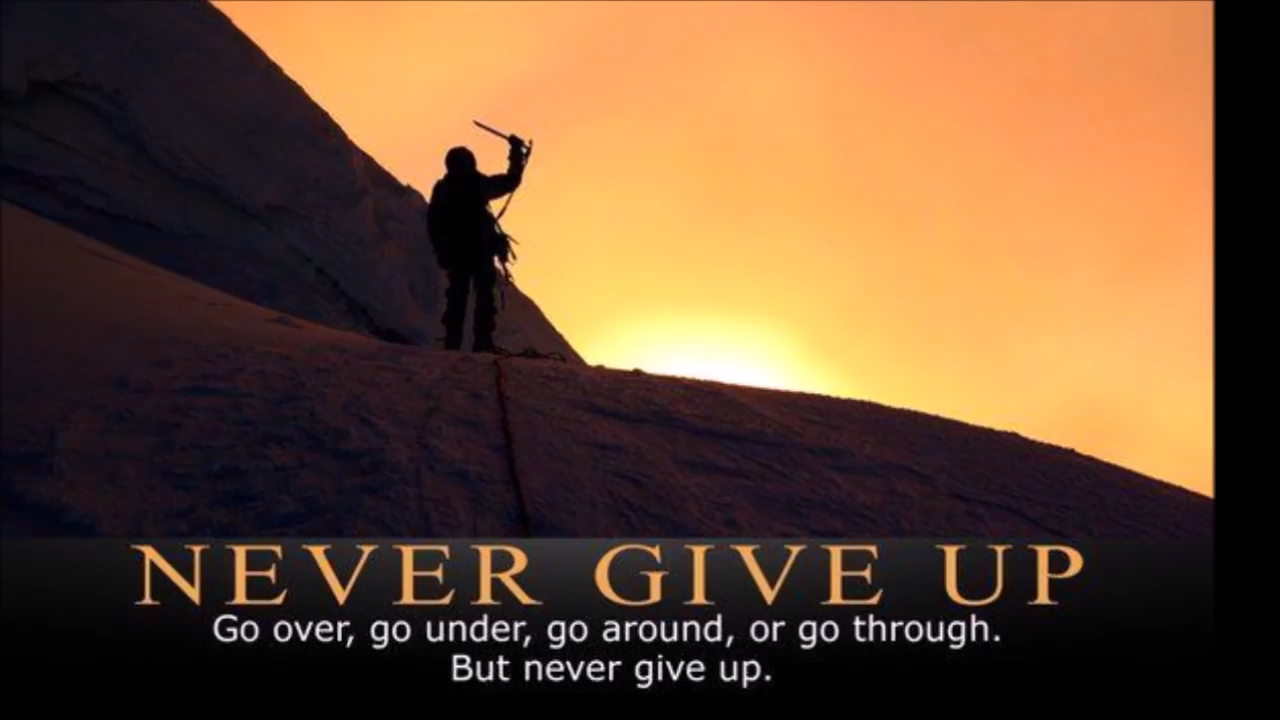 NEVER GIVE UP
Go over, go under, go around, or go through.
But never give up.